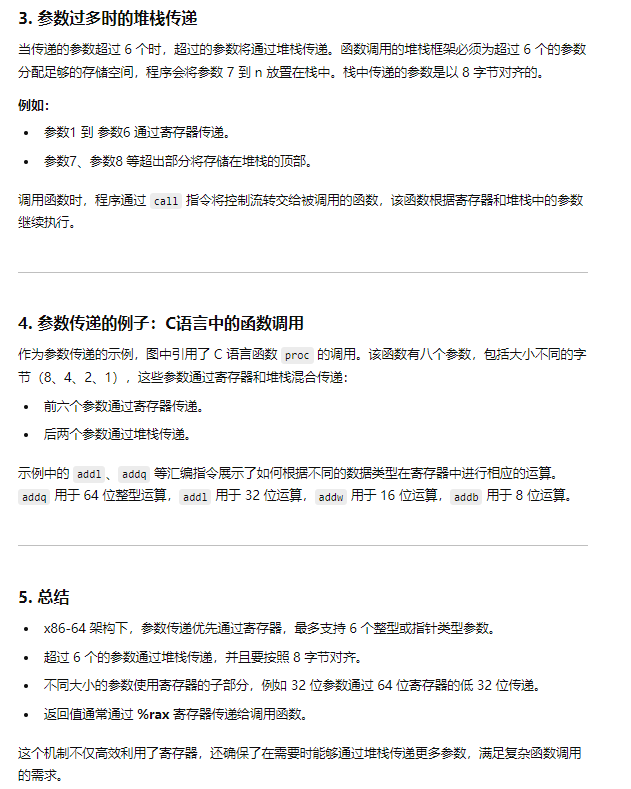 3. 参数过多时的堆栈传递
当传递的参数超过 6 个时，超过的参数将通过堆栈传递。函数调用的堆栈框架必须为超过 6 个的参数
分配足够的存储空间，程序会将参数 7 到 n 放置在栈中。栈中传递的参数是以 8 字节对齐的。
例如：
• 参数1 到 参数6 通过寄存器传递。
• 参数7、参数8 等超出部分将存储在堆栈的顶部。
调用函数时，程序通过 call 指令将控制流转交给被调用的函数，该函数根据寄存器和堆栈中的参数
继续执行。
4. 参数传递的例子：C语言中的函数调用
作为参数传递的示例，图中引用了 C 语言函数 proc 的调用。该函数有八个参数，包括大小不同的字
节（8、4、2、1），这些参数通过寄存器和堆栈混合传递：
• 前六个参数通过寄存器传递。
• 后两个参数通过堆栈传递。
示例中的 addl、addq 等汇编指令展示了如何根据不同的数据类型在寄存器中进行相应的运算。
addq 用于 64 位整型运算，addl 用于 32 位运算，addw 用于 16 位运算，addb 用于 8 位运算。
5. 总结
• x86-64 架构下，参数传递优先通过寄存器，最多支持 6 个整型或指针类型参数。
• 超过 6 个的参数通过堆栈传递，并且要按照 8 字节对齐。
• 不同大小的参数使用寄存器的子部分，例如 32 位参数通过 64 位寄存器的低 32 位传递。
• 返回值通常通过 %rax 寄存器传递给调用函数。
这个机制不仅高效利用了寄存器，还确保了在需要时能够通过堆栈传递更多参数，满足复杂函数调用
的需求。